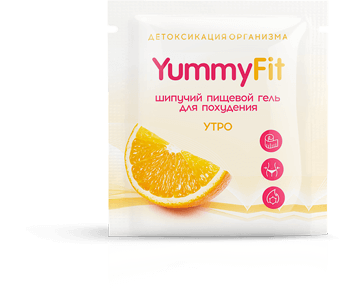 ДЕТОКСИКАЦИЯ ОРГАНИЗМА
YummyFit
ШИПУЧИЙ ПИЩЕВОЙ ГЕЛЬ
ДЛЯ ПОХУДЕНИЯ
УТРО